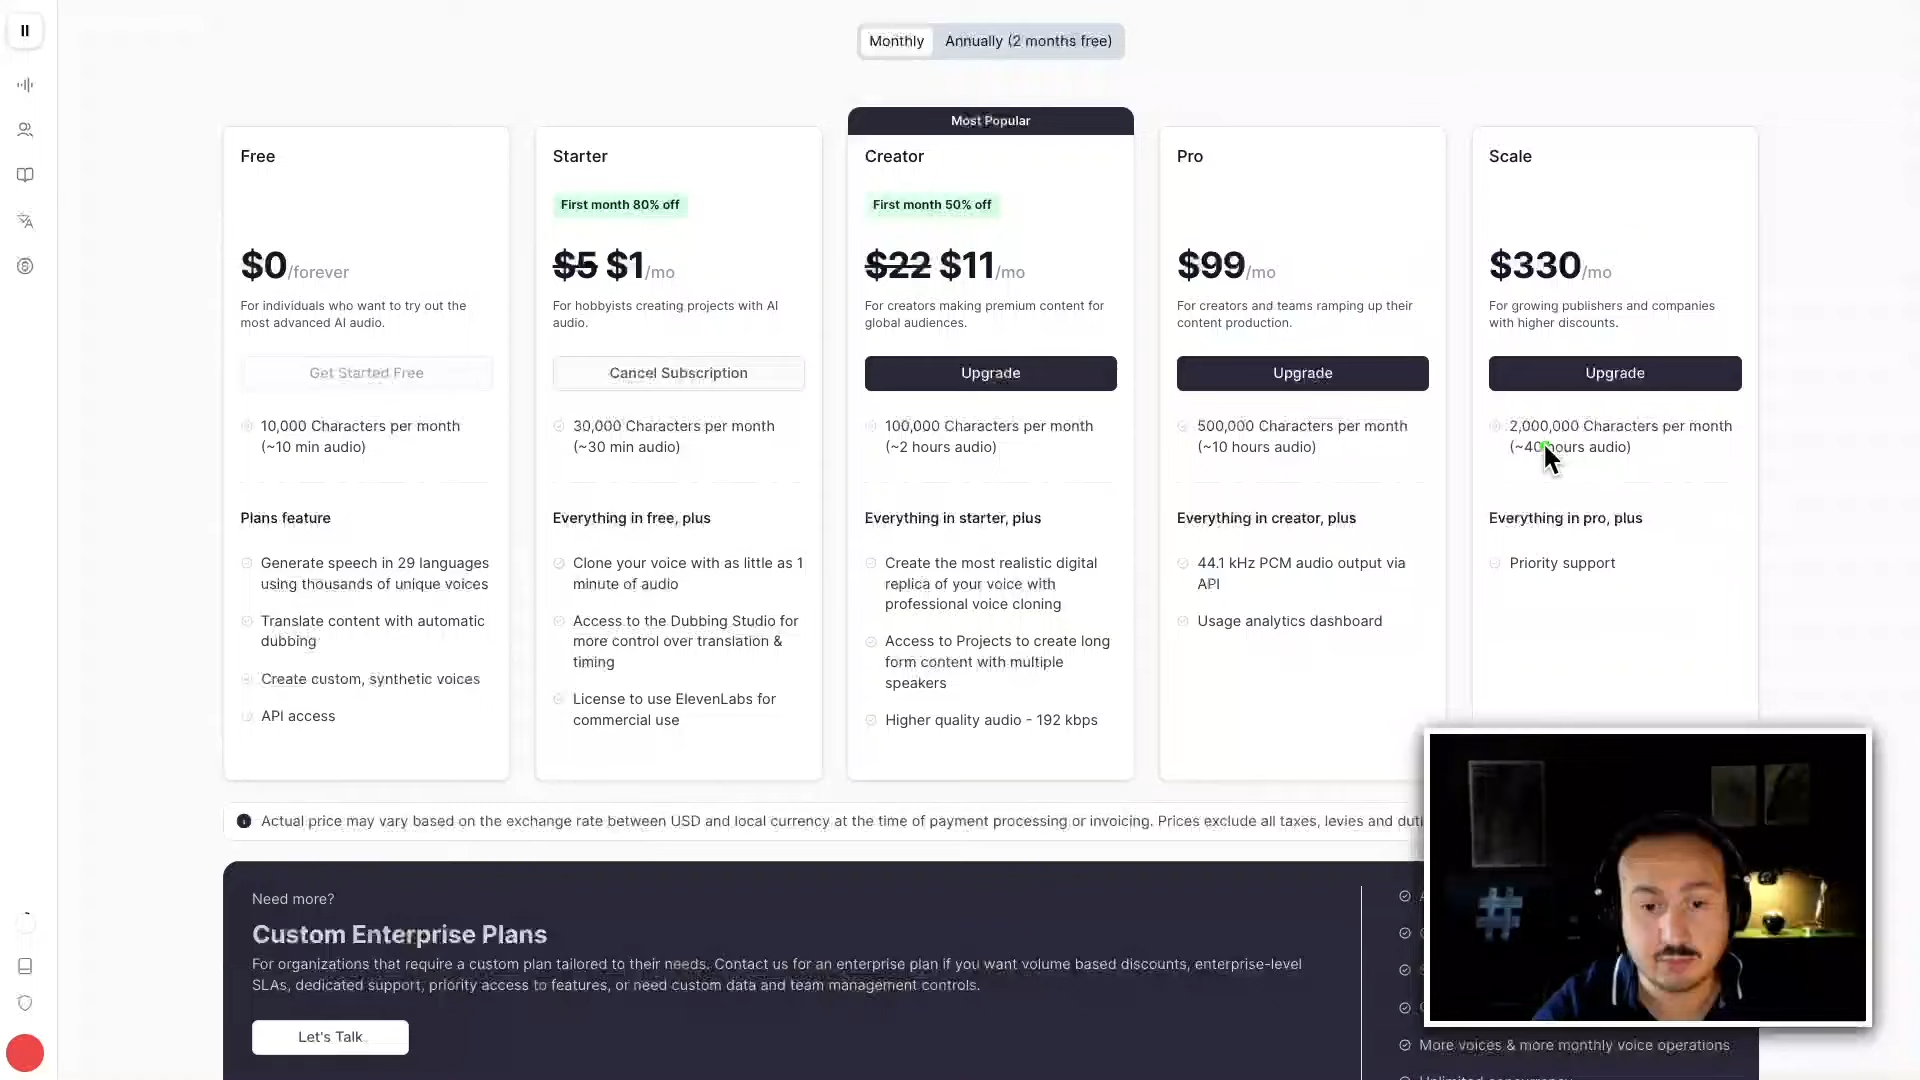 Monthly
Annually (2 months free)
Most Popular
Free
$0/forever
For individuals who want to try out the
most advanced AI audio.
Get Started Free
10,000 Characters per month
(~10 min audio)
Plans feature
Generate speech in 29 languages
using thousands of unique voices
Translate content with automatic
dubbing
Create custom, synthetic voices
API access
Starter
First month 80% off
$5 $1/mo
For hobbyists creating projects with AI
audio.
Cancel Subscription
30,000 Characters per month
(~30 min audio)
Everything in free, plus
Clone your voice with as little as 1
minute of audio
Access to the Dubbing Studio for
more control over translation &
timing
License to use ElevenLabs for
commercial use
Creator
First month 50% off
$22 $11/mo
For creators making premium content for
global audiences.
Upgrade
100,000 Characters per month
(~2 hours audio)
Everything in starter, plus
Create the most realistic digital
replica of your voice with
professional voice cloning
Access to Projects to create long
form content with multiple
speakers
Higher quality audio - 192 kbps
Pro
$99/mo
For creators and teams ramping up their
content production.
Upgrade
500,000 Characters per month
(~10 hours audio)
Everything in creator, plus
44.1 kHz PCM audio output via
API
Usage analytics dashboard
Scale
$330/mo
For growing publishers and companies
with higher discounts.
Upgrade
2,000,000 Characters per month
(~40 hours audio)
Everything in pro, plus
Priority support
Actual price may vary based on the exchange rate between USD and local currency at the time of payment processing or invoicing. Prices exclude all taxes, levies and
Need more?
Custom Enterprise Plans
For organizations that require a custom plan tailored to their needs. Contact us for an enterprise plan if you want volume based discounts, enterprise-level
SLAs, dedicated support, priority access to features, or need custom data and team management controls.
Let's Talk
More voices & more monthly voice operations
#